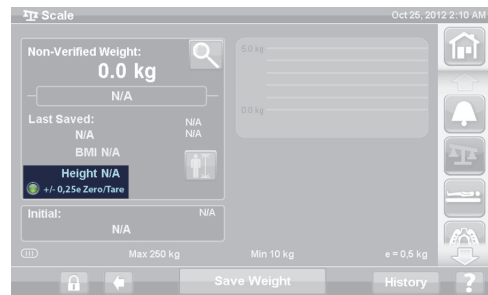 Scale
Oct 25, 2012 2:10 AM
Non-Verified Weight:
0.0 kg
N/A
Last Saved:
N/A
N/A
N/A
BMI N/A
Height N/A
+/- 0,25e Zero/Tare
Initial:
N/A
N/A
5.0 kg
0.0 kg
Max 250 kg
Min 10 kg
e = 0,5 kg
Save Weight
History
?